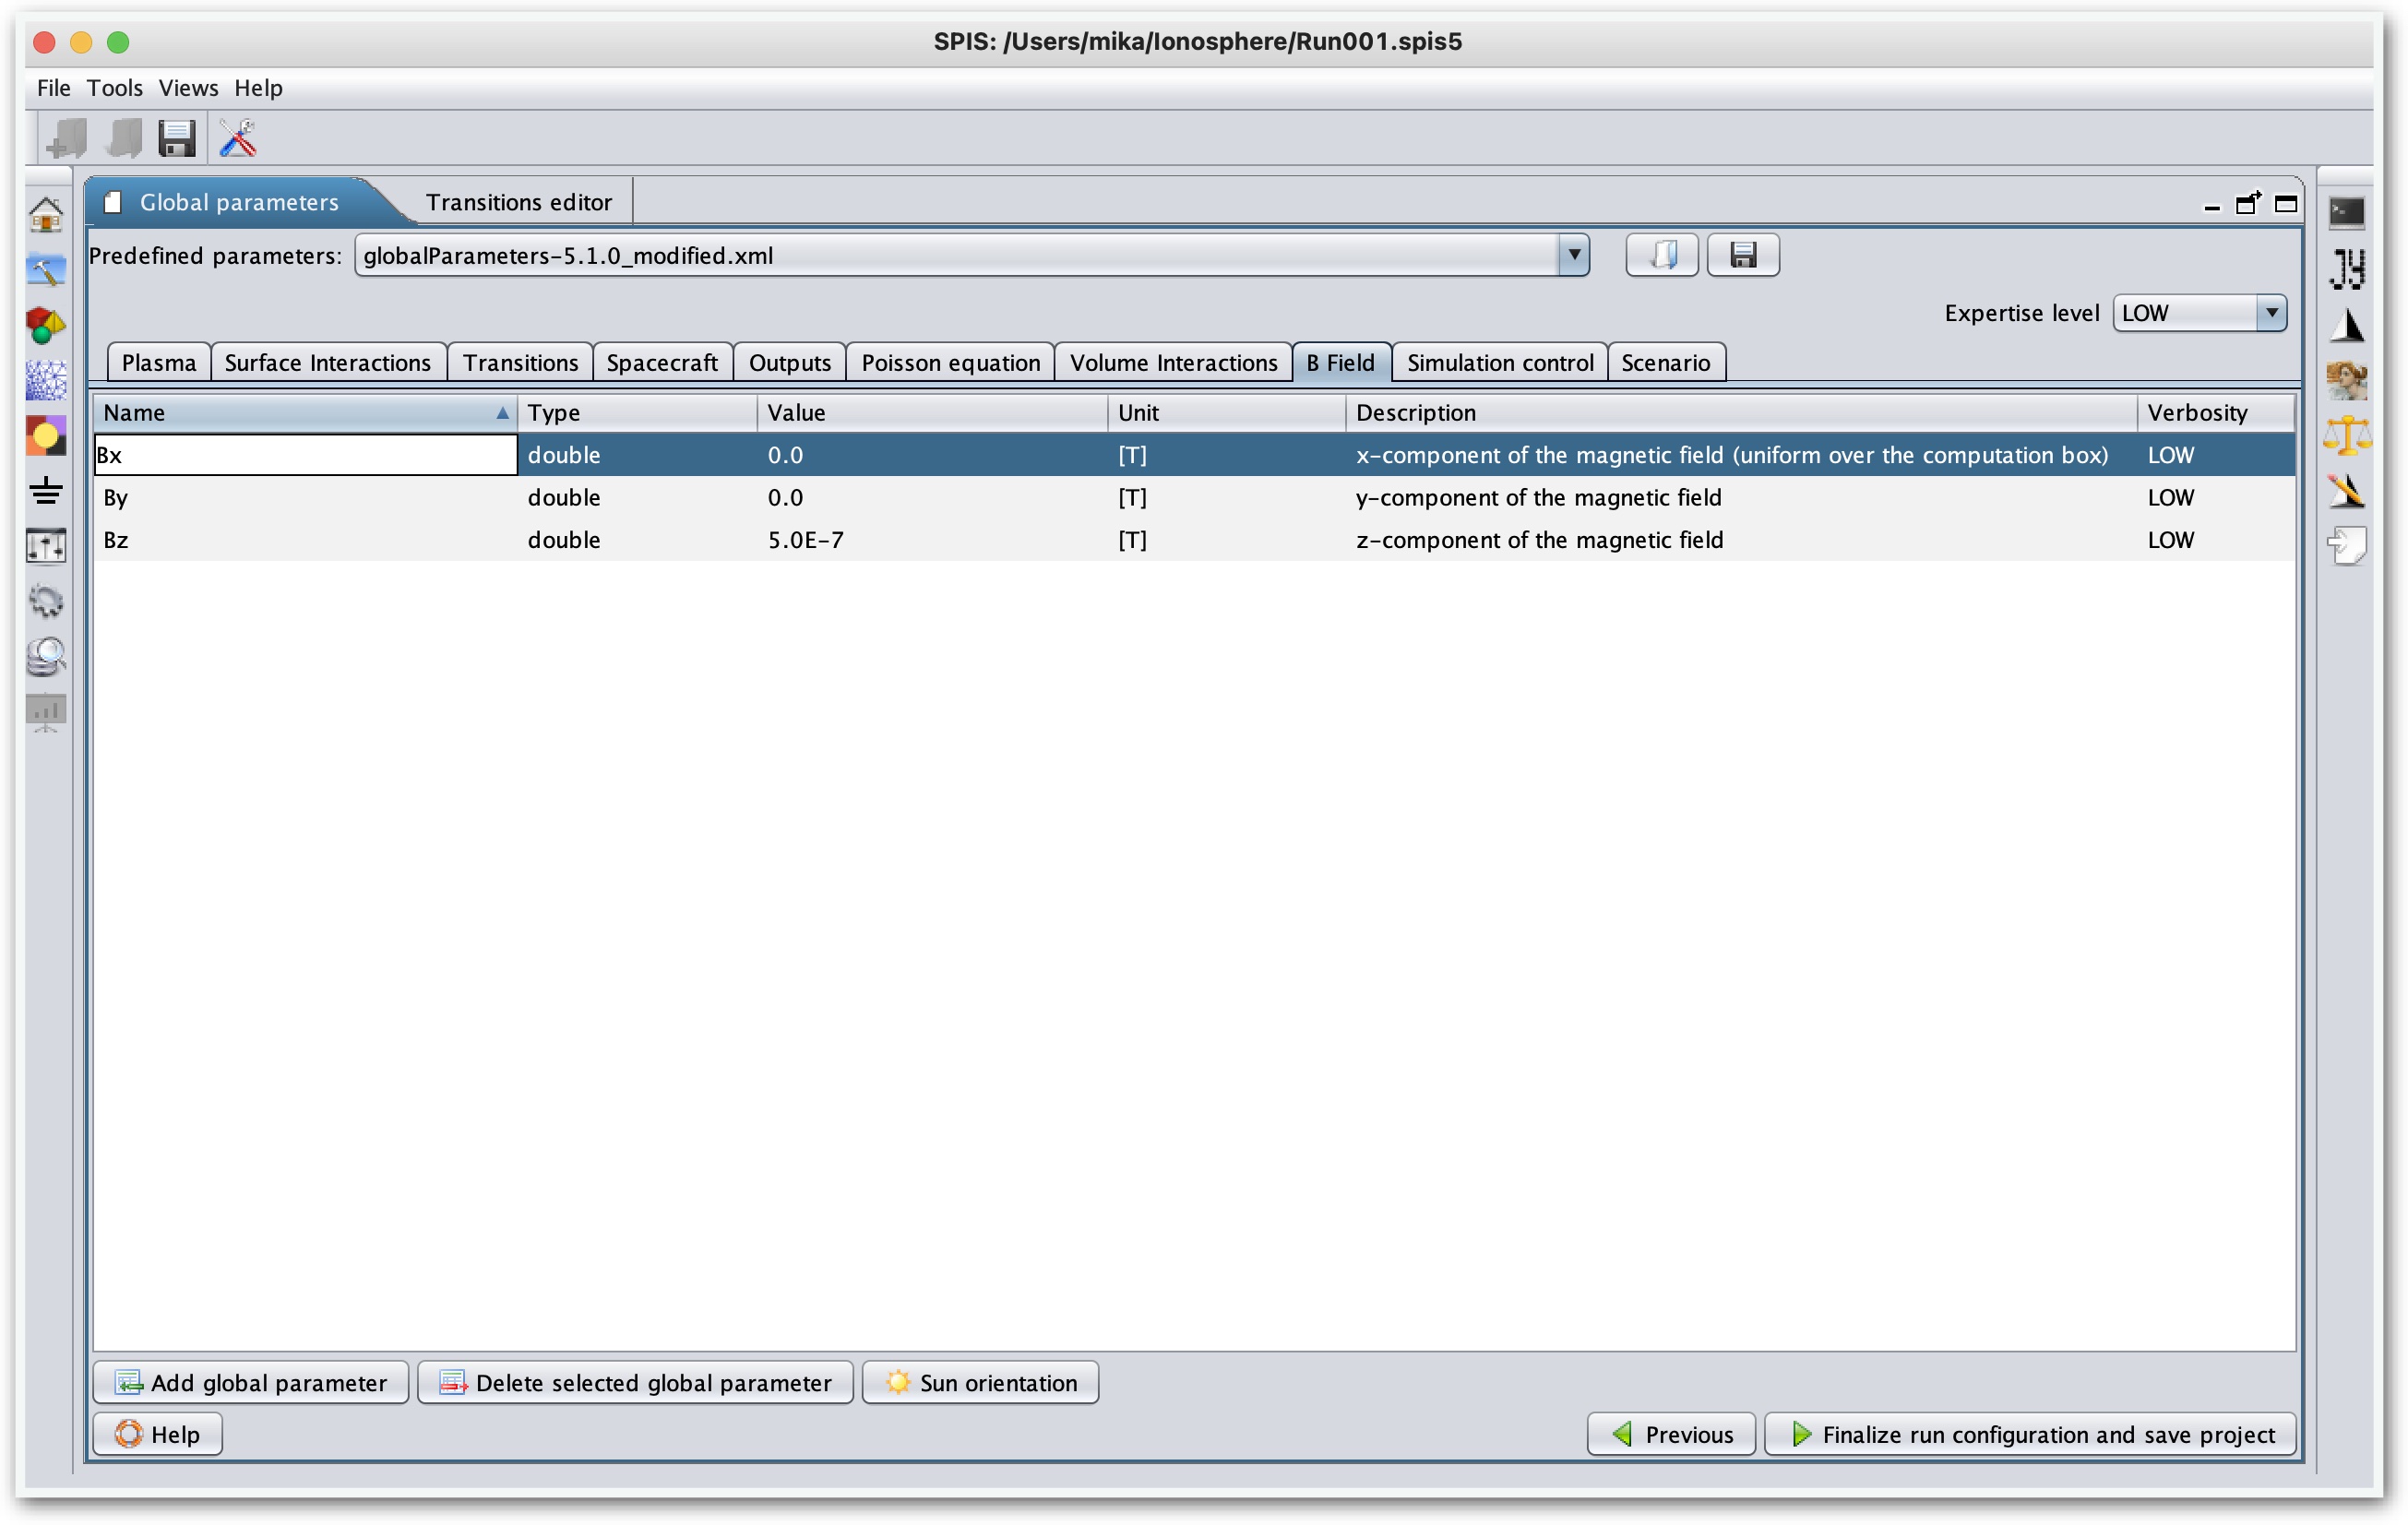 SPIS: /Users/mika/Ionosphere/Run001.spis5
File Tools Views Help
Global parameters Transitions editor
Predefined parameters: globalParameters-5.1.0_modified.xml
Expertise level LOW
Plasma Surface Interactions Transitions Spacecraft Outputs Poisson equation Volume Interactions B Field Simulation control Scenario
Name Type Value Unit Description Verbosity
Bx double 0.0 [T] x-component of the magnetic field (uniform over the computation box) LOW
By double 0.0 [T] y-component of the magnetic field LOW
Bz double 5.0E-7 [T] z-component of the magnetic field LOW
Add global parameter Delete selected global parameter Sun orientation
Help Previous Finalize run configuration and save project
JY